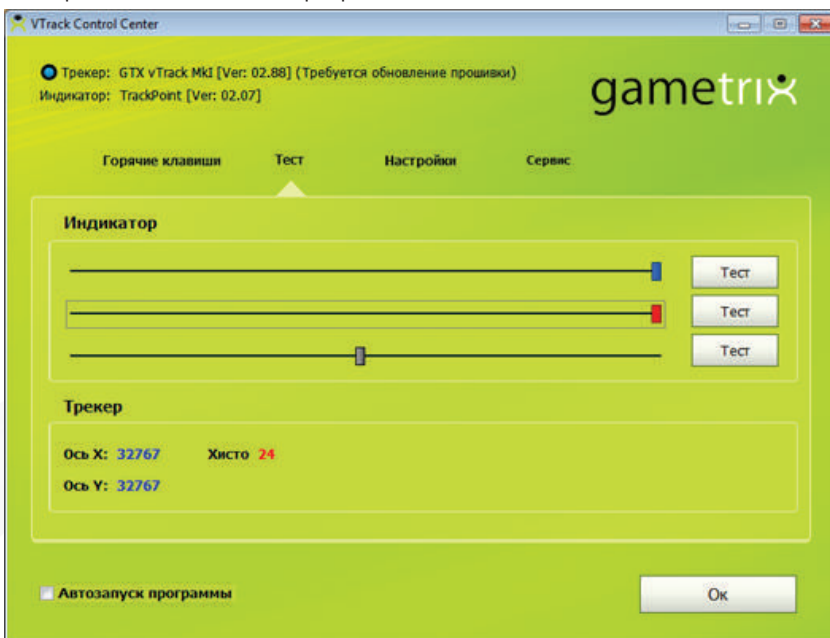 VTrack Control Center
Трекер: GTX vTrack MkI [Ver: 02.88] (Требуется обновление прошивки)
Индикатор: TrackPoint [Ver: 02.07]
gametrix
Горячие клавиши Тест Настройки Сервис
Индикатор
Тест
Тест
Тест
Трекер
Ось X: 32767 Хисто 24
Ось Y: 32767
Автозапуск программы
Ок